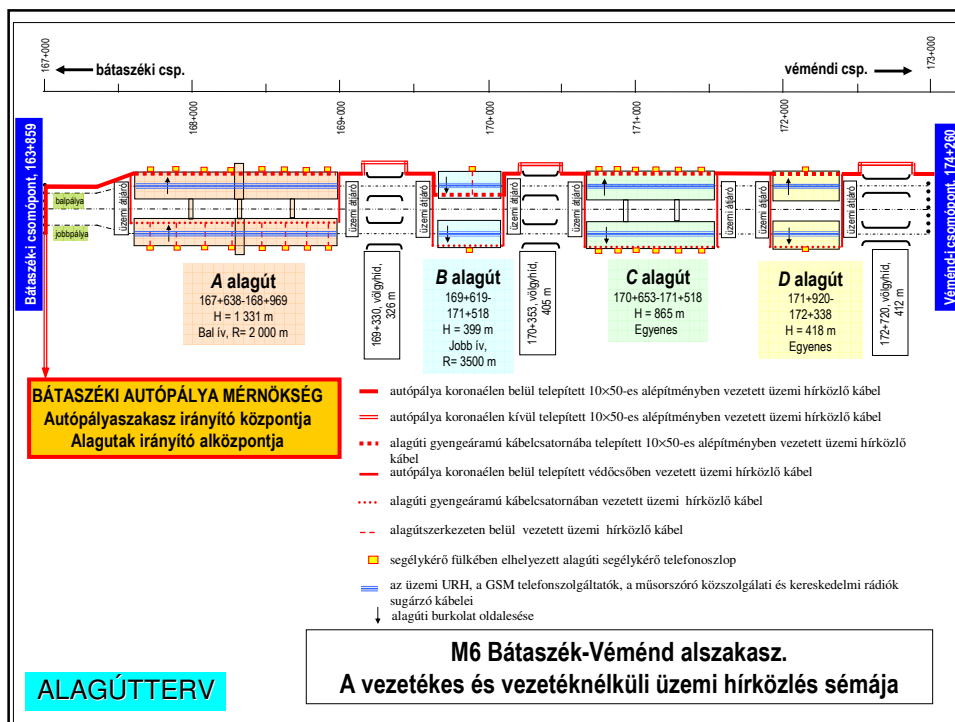 167+000
173+000
bátaszéki csp.
véméndi csp.
168+000
169+000
170+000
171+000
172+000
Bátaszéki csomópont, 163+859
Véméndi csomópont, 174+260
balpálya
jobbpálya
üzemi átjáró
üzemi átjáró
üzemi átjáró
üzemi átjáró
üzemi átjáró
üzemi átjáró
üzemi átjáró
üzemi átjáró
A alagút
167+638-168+969
H = 1 331 m
Bal ív, R= 2 000 m
169+330, völgyhíd,
326 m
B alagút
169+619-
171+518
H = 399 m
Jobb ív,
R= 3500 m
170+353, völgyhíd,
405 m
C alagút
170+653-171+518
H = 865 m
Egyenes
D alagút
171+920-
172+338
H = 418 m
Egyenes
172+720, völgyhíd,
412 m
BÁTASZÉKI AUTÓPÁLYA MÉRNÖKSÉG
Autópályaszakasz irányító központja
Alagutak irányító alközpontja
autópálya koronaélen belül telepített 10×50-es alépítményben vezetett üzemi hírközlő kábel
autópálya koronaélen kívül telepített 10×50-es alépítményben vezetett üzemi hírközlő kábel
alagúti gyengeáramú kábelcsatornába telepített 10×50-es alépítményben vezetett üzemi hírközlő
kábel
autópálya koronaélen belül telepített védőcsőben vezetett üzemi hírközlő kábel
alagúti gyengeáramú kábelcsatornában vezetett üzemi hírközlő kábel
alagútszerkezeten belül vezetett üzemi hírközlő kábel
segélykérő fülkében elhelyezett alagúti segélykérő telefonoszlop
az üzemi URH, a GSM telefonszolgáltatók, a műsorszóró közszolgálati és kereskedelmi rádiók
sugárzó kábelei
alagúti burkolat oldalesése
M6 Bátaszék-Véménd alszakasz.
A vezetékes és vezetéknélküli üzemi hírközlés sémája
ALAGÚTTERV